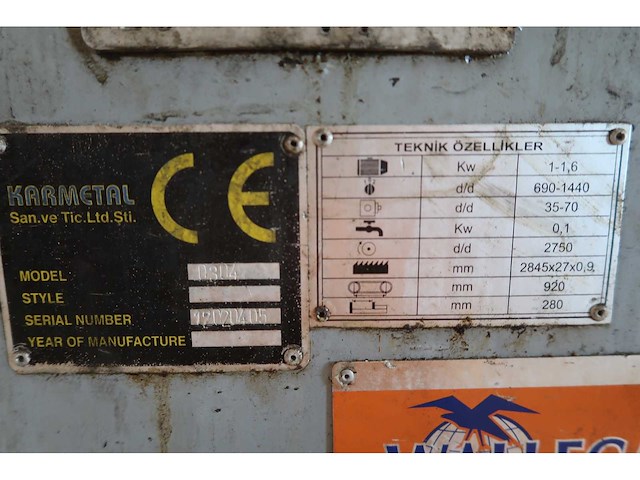 KARMETAL
San.ve Tic.Ltd.Şti.
CE
MODEL
STYLE
SERIAL NUMBER 12020405
YEAR OF MANUFACTURE
TEKNİK ÖZELLİKLER
Kw 1-1,6
d/d 690-1440
d/d 35-70
Kw 0,1
d/d 2750
mm 2845x27x0,9
mm 920
mm 280